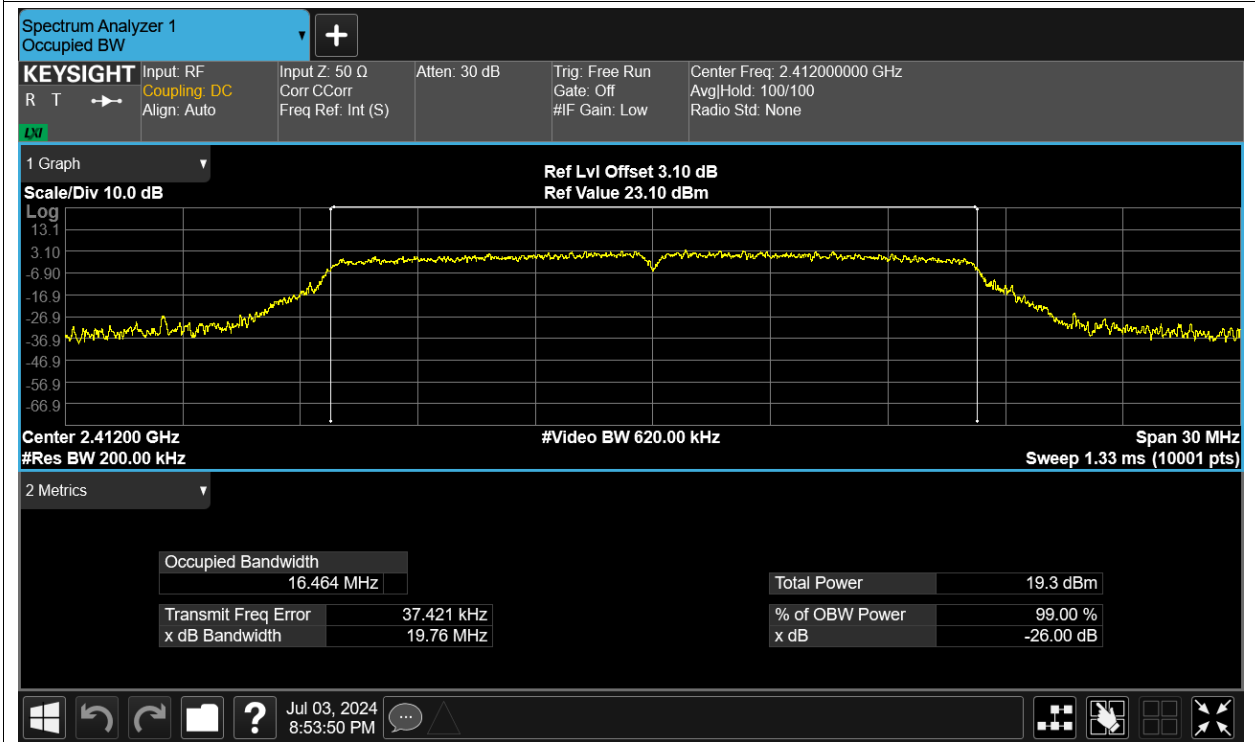 Spectrum Analyzer 1
Occupied BW
KEYSIGHT
R T
LXI
Input: RF
Coupling: DC
Align: Auto
Input Z: 50 Ω
Corr CCorr
Freq Ref: Int (S)
Atten: 30 dB
Trig: Free Run
Gate: Off
#IF Gain: Low
Center Freq: 2.412000000 GHz
Avg|Hold: 100/100
Radio Std: None
1 Graph
Scale/Div 10.0 dB
Ref Lvl Offset 3.10 dB
Ref Value 23.10 dBm
Log
13.1
3.10
-6.90
-16.9
-26.9
-36.9
-46.9
-56.9
-66.9
Center 2.41200 GHz
#Res BW 200.00 kHz
#Video BW 620.00 kHz
Span 30 MHz
Sweep 1.33 ms (10001 pts)
2 Metrics
Occupied Bandwidth
16.464 MHz
Transmit Freq Error 37.421 kHz
x dB Bandwidth 19.76 MHz
Total Power 19.3 dBm
% of OBW Power 99.00 %
x dB -26.00 dB
?
Jul 03, 2024
8:53:50 PM